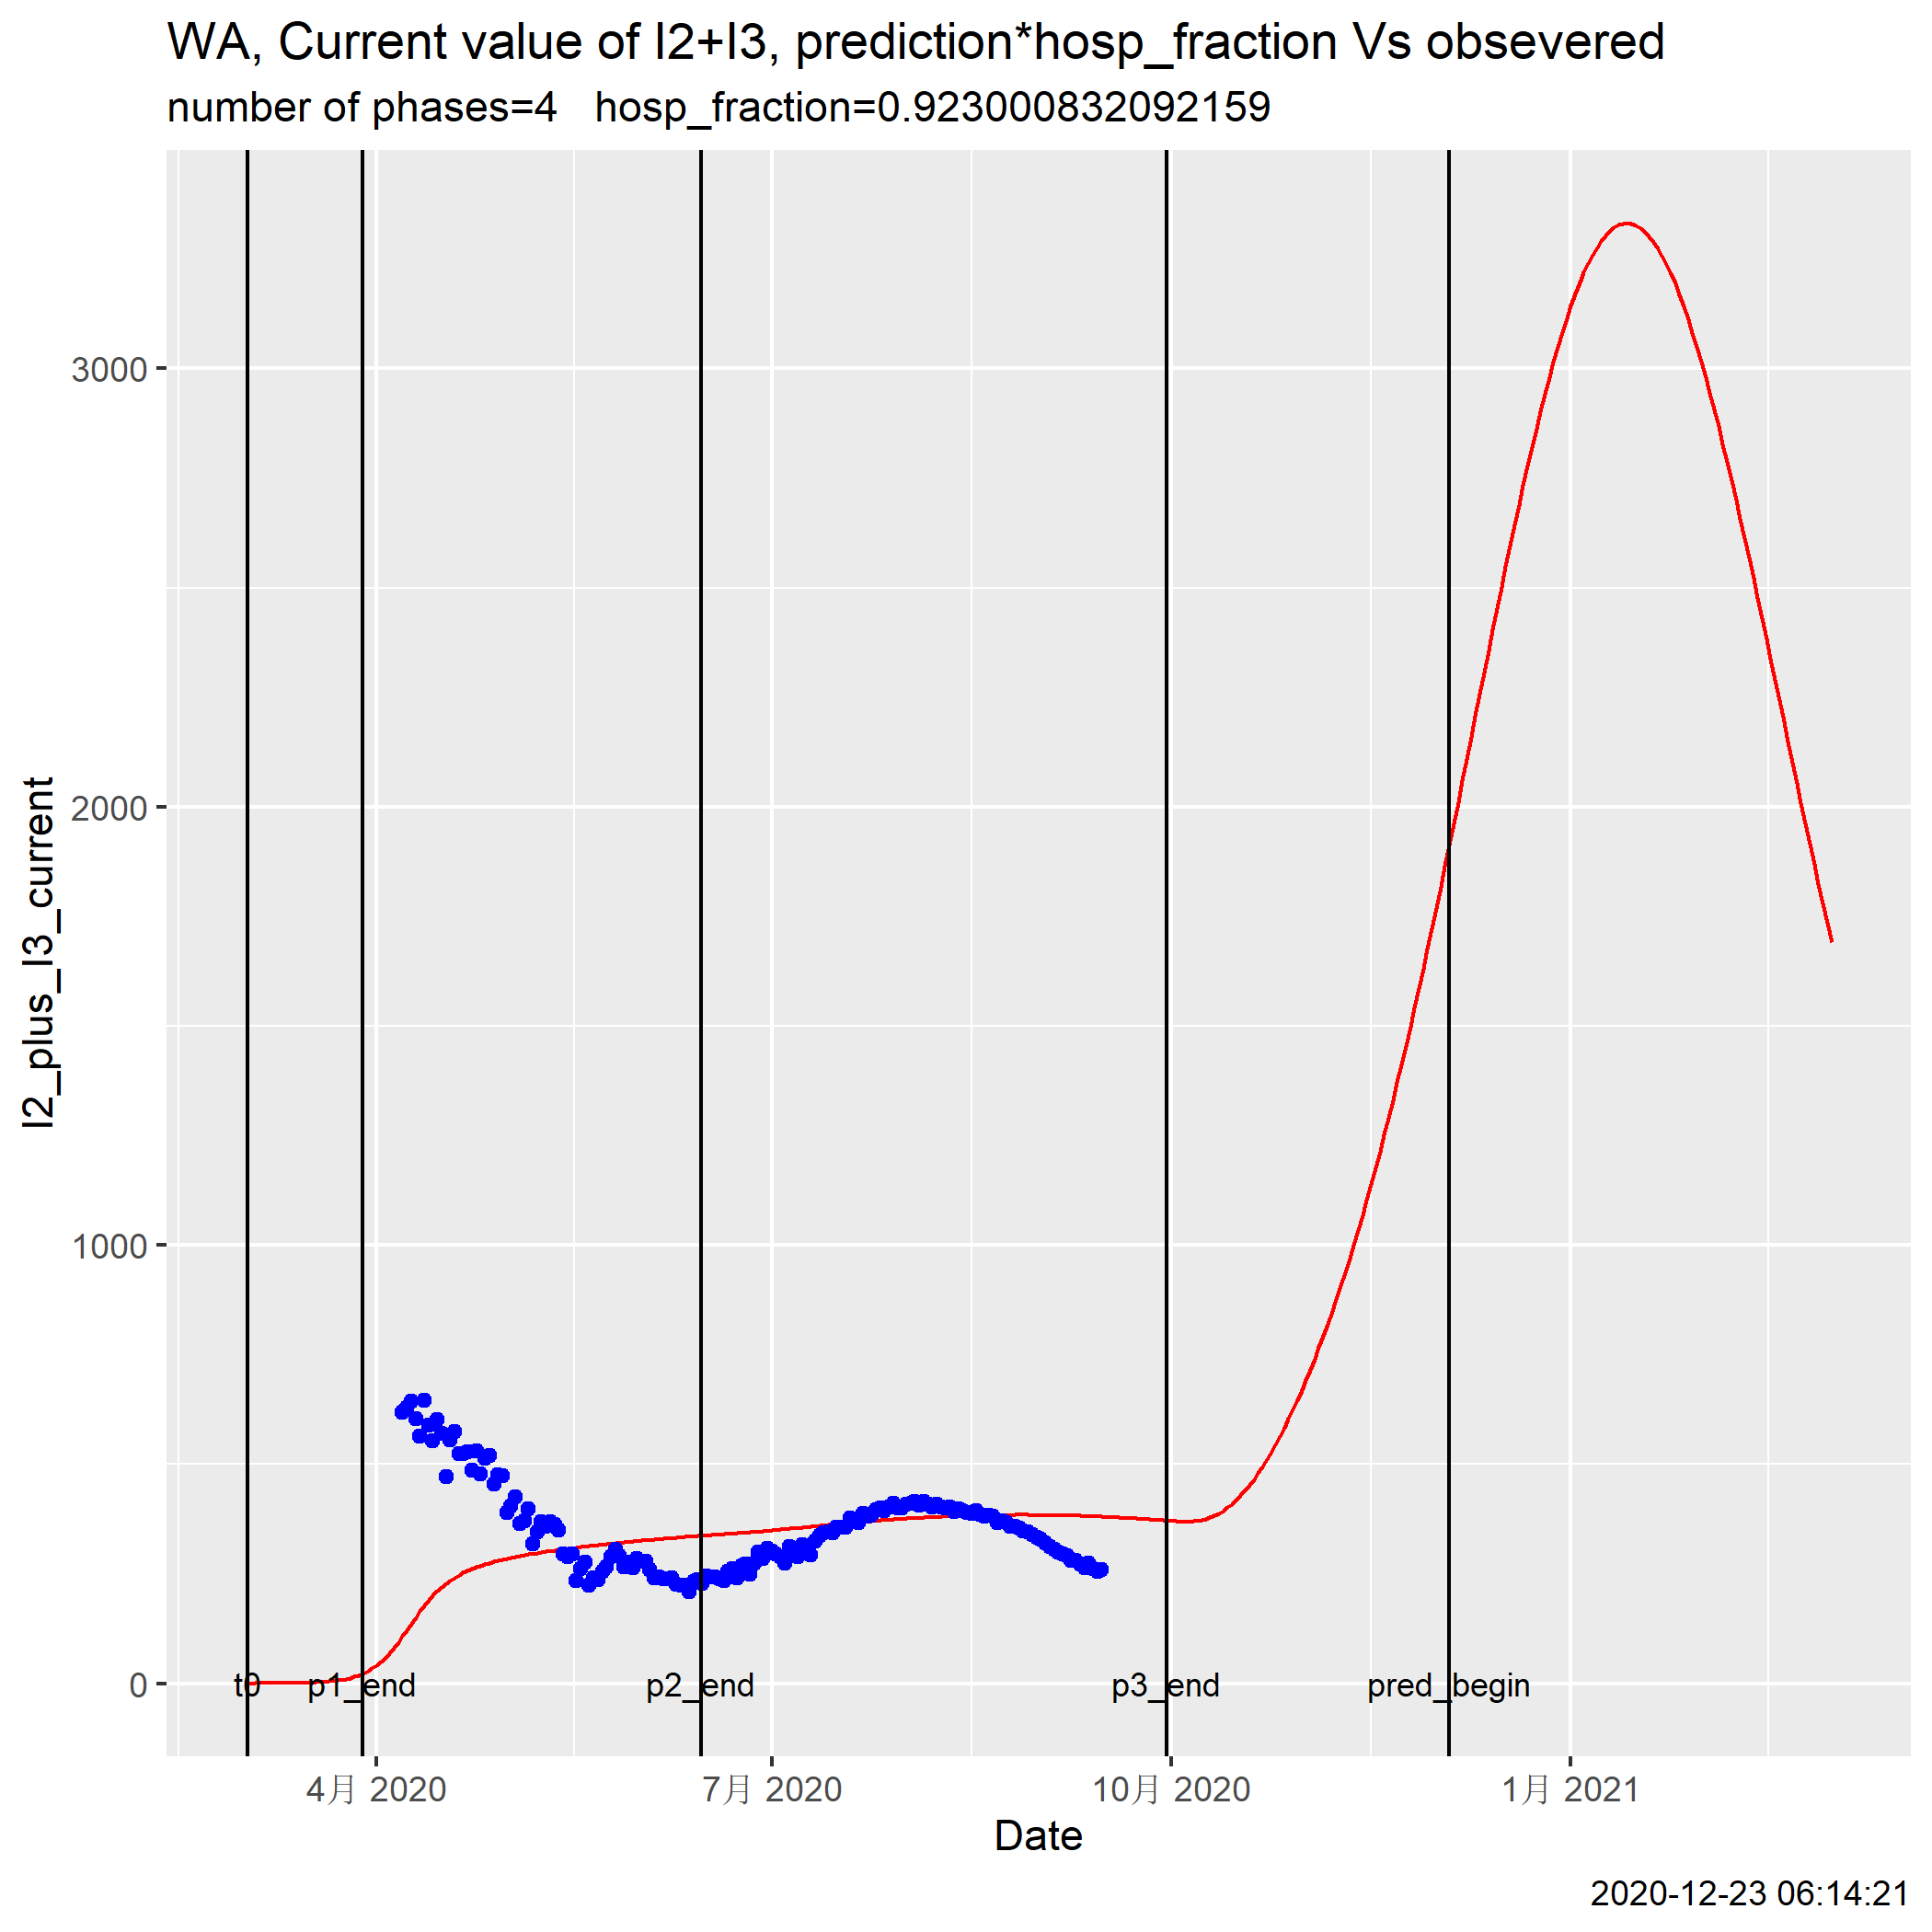 WA, Current value of I2+I3, prediction*hosp_fraction Vs obsevered
number of phases=4   hosp_fraction=0.923000832092159
I2_plus_I3_current
3000
2000
1000
0
t0 p1_end p2_end p3_end pred_begin
4月 2020 7月 2020 10月 2020 1月 2021
Date
2020-12-23 06:14:21